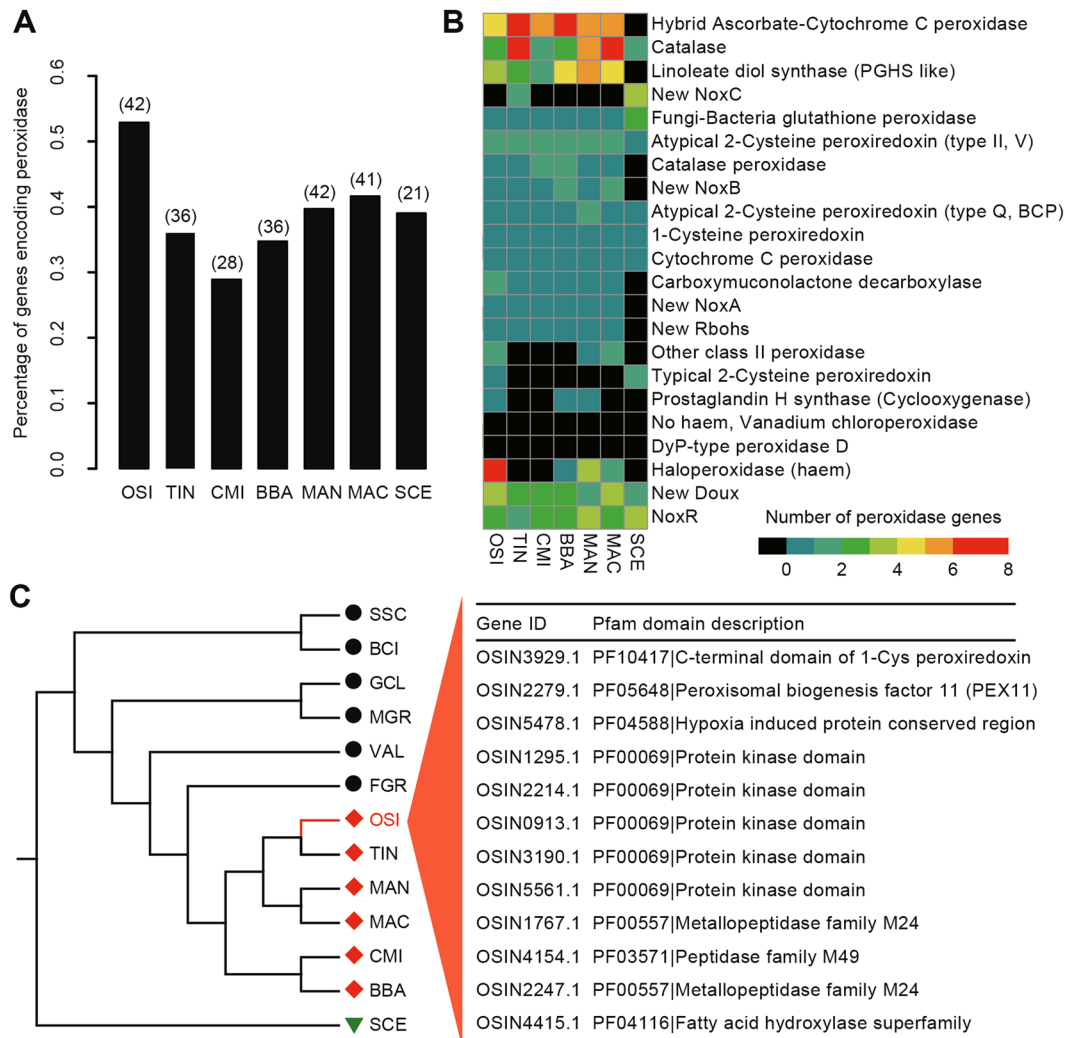 A
Percentage of genes encoding peroxidase
0.6
0.5
0.4
0.3
0.2
0.1
0.0
(42)
(36)
(28)
(36)
(42)
(41)
(21)
OSI TIN CMI BBA MAN MAC SCE
B
Hybrid Ascorbate-Cytochrome C peroxidase
Catalase
Linoleate diol synthase (PGHS like)
New NoxC
Fungi-Bacteria glutathione peroxidase
Atypical 2-Cysteine peroxiredoxin (type II, V)
Catalase peroxidase
New NoxB
Atypical 2-Cysteine peroxiredoxin (type Q, BCP)
1-Cysteine peroxiredoxin
Cytochrome C peroxidase
Carboxymuconolactone decarboxylase
New NoxA
New Rbohs
Other class II peroxidase
Typical 2-Cysteine peroxiredoxin
Prostaglandin H synthase (Cyclooxygenase)
No haem, Vanadium chloroperoxidase
DyP-type peroxidase D
Haloperoxidase (haem)
New Doux
NoxR
OSI TIN CMI BBA MAN MAC SCE
Number of peroxidase genes
0 2 4 6 8
C
SSC
BCI
GCL
MGR
VAL
FGR
OSI
TIN
MAN
MAC
CMI
BBA
SCE
Gene ID Pfam domain description
OSIN3929.1 PF10417|C-terminal domain of 1-Cys peroxiredoxin
OSIN2279.1 PF05648|Peroxisomal biogenesis factor 11 (PEX11)
OSIN5478.1 PF04588|Hypoxia induced protein conserved region
OSIN1295.1 PF00069|Protein kinase domain
OSIN2214.1 PF00069|Protein kinase domain
OSIN0913.1 PF00069|Protein kinase domain
OSIN3190.1 PF00069|Protein kinase domain
OSIN5561.1 PF00069|Protein kinase domain
OSIN1767.1 PF00557|Metallopeptidase family M24
OSIN4154.1 PF03571|Peptidase family M49
OSIN2247.1 PF00557|Metallopeptidase family M24
OSIN4415.1 PF04116|Fatty acid hydroxylase superfamily